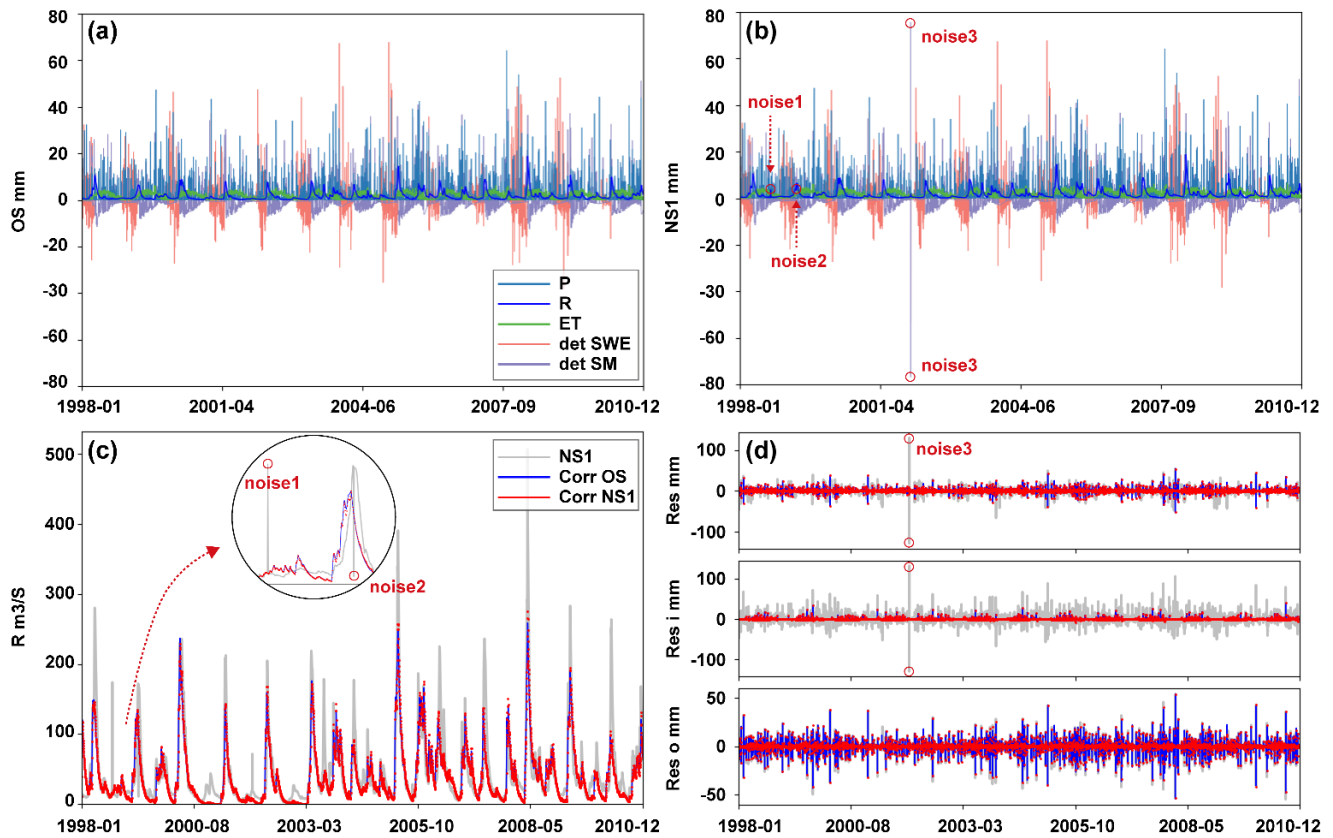 (a)
80
60
40
20
0
-20
-40
-60
-80
OS mm
P
R
ET
det SWE
det SM
1998-01 2001-04 2004-06 2007-09 2010-12
(b)
80
60
40
20
0
-20
-40
-60
-80
NS1 mm
noise3
noise1
noise2
noise3
1998-01 2001-04 2004-06 2007-09 2010-12
(c)
500
400
300
200
100
0
R m3/S
noise1
noise2
NS1
Corr OS
Corr NS1
1998-01 2000-08 2003-03 2005-10 2008-05 2010-12
(d)
noise3
100
0
-100
Res mm
100
0
-100
Res i mm
50
0
-50
Res o mm
1998-01 2000-08 2003-03 2005-10 2008-05 2010-12